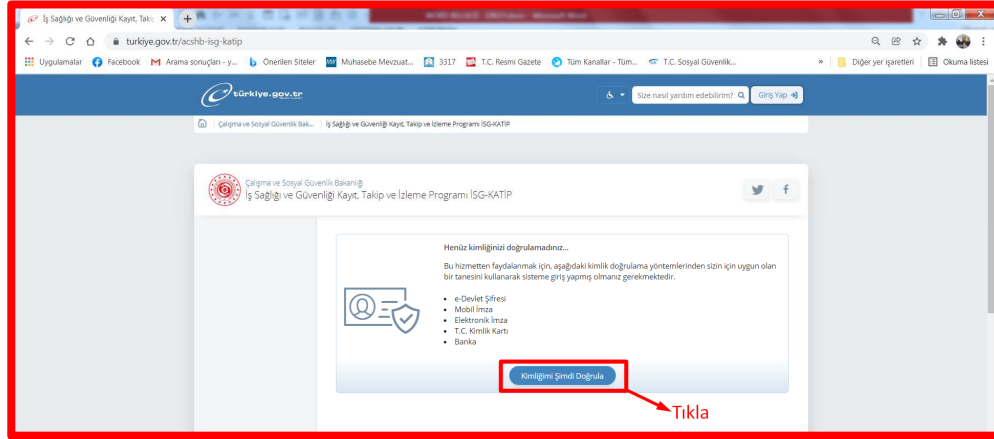 İş Sağlığı ve Güvenliği Kayıt, Taki
turkiye.gov.tr/acshb-isg-katip
Uygulamalar Facebook Arama sonuçları - y... Önerilen Siteler Muhasebe Mevzuat... 3317 T.C. Resmi Gazete Tüm Kanallar - Tüm... T.C. Sosyal Güvenlik... » Diğer yer işaretleri Okuma listesi
türkiye.gov.tr Size nasıl yardım edebilirim? Giriş Yap
Çalışma ve Sosyal Güvenlik Bak... İş Sağlığı ve Güvenliği Kayıt, Takip ve İzleme Programı İSG-KATİP
Çalışma ve Sosyal Güvenlik Bakanlığı
İş Sağlığı ve Güvenliği Kayıt, Takip ve İzleme Programı İSG-KATİP
Henüz kimliğinizi doğrulamadınız...
Bu hizmetten faydalanmak için, aşağıdaki kimlik doğrulama yöntemlerinden sizin için uygun olan
bir tanesini kullanarak sisteme giriş yapmış olmanız gerekmektedir.
• e-Devlet Şifresi
• Mobil İmza
• Elektronik İmza
• T.C. Kimlik Kartı
• Banka
Kimliğimi Şimdi Doğrula
Tıkla